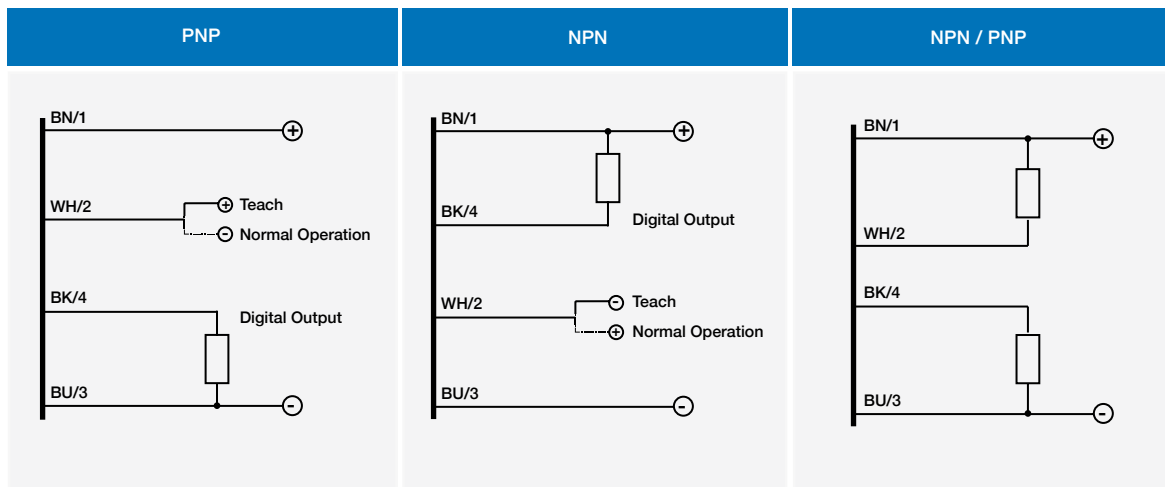 PNP
BN/1
+
WH/2
+ Teach
- Normal Operation
BK/4
Digital Output
BU/3
-
NPN
BN/1
+
BK/4
Digital Output
WH/2
- Teach
+ Normal Operation
BU/3
-
NPN / PNP
BN/1
+
WH/2
BK/4
BU/3
-